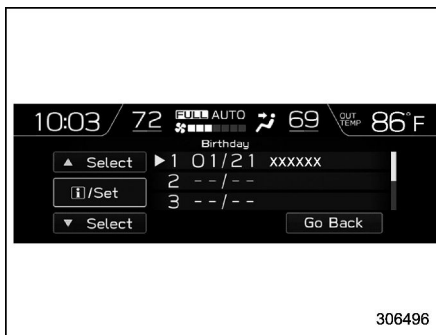 10:03 72 FULL AUTO 69 OUT TEMP 86°F
Birthday
▲ Select ▶1 01/21 xxxxxx
i/Set 2 --/--
3 --/--
▼ Select Go Back
306496